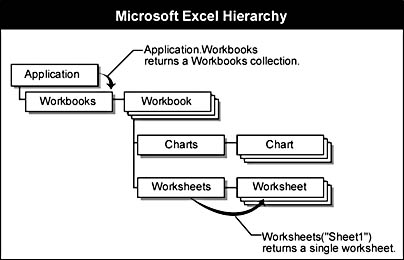 Microsoft Excel Hierarchy
Application.Workbooks
returns a Workbooks collection.
Application
Workbooks
Workbook
Charts
Chart
Worksheets
Worksheet
Worksheets("Sheet1")
returns a single worksheet.